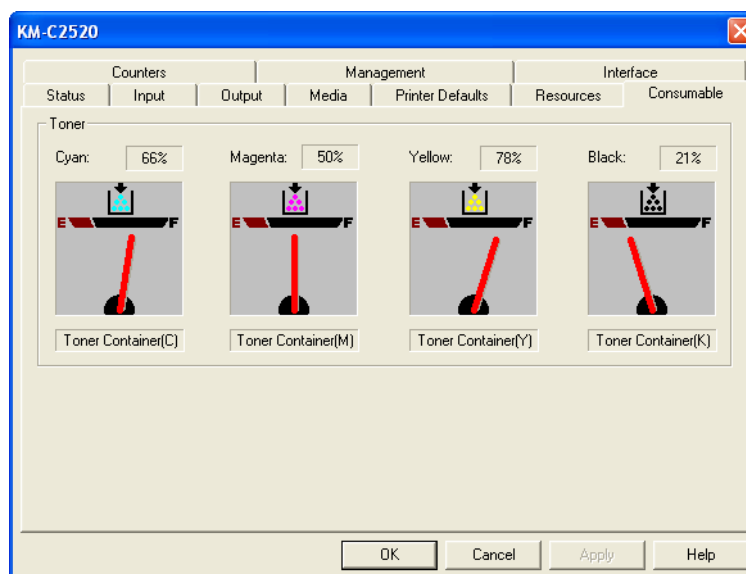 KM-C2520
Counters Management Interface
Status Input Output Media Printer Defaults Resources Consumable
Toner
Cyan: 66% Magenta: 50% Yellow: 78% Black: 21%
E F E F E F E F
Toner Container(C) Toner Container(M) Toner Container(Y) Toner Container(K)
OK Cancel Apply Help